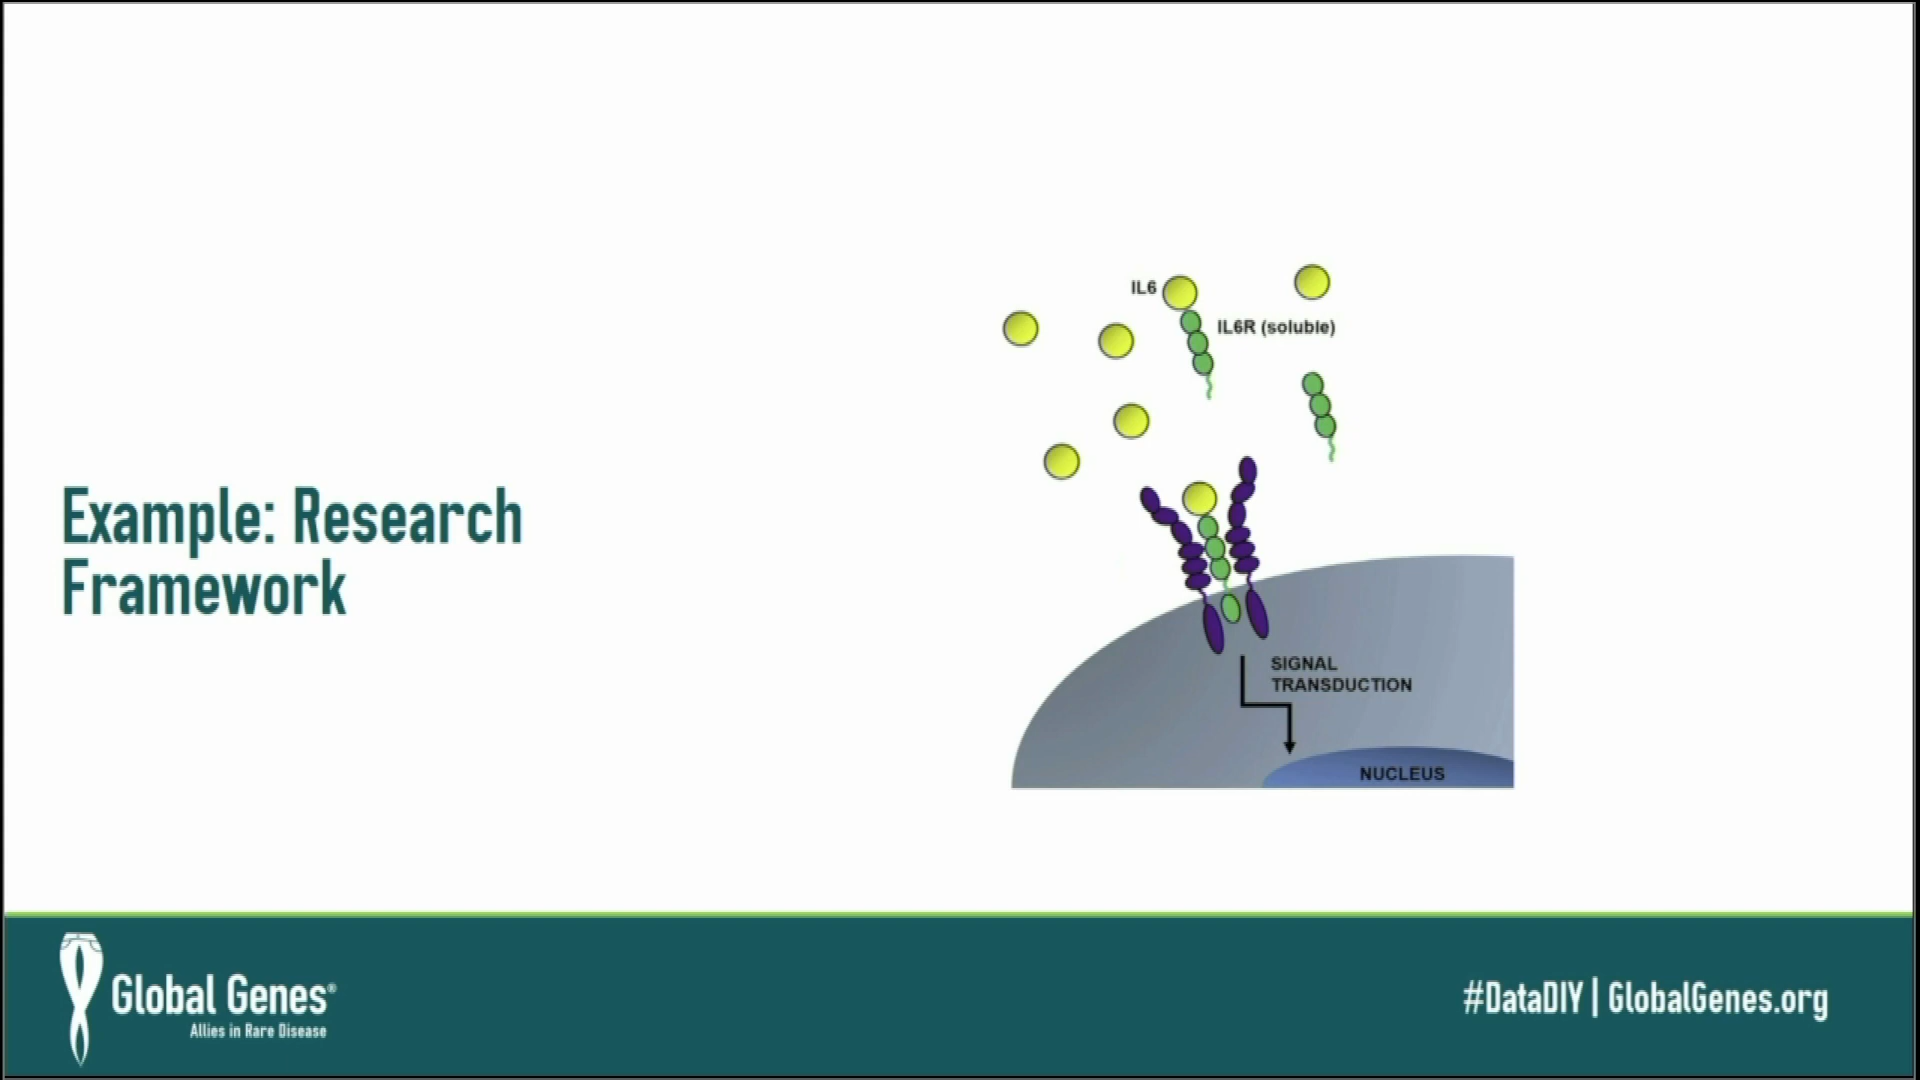 IL6
IL6R (soluble)
Example: Research
Framework
SIGNAL
TRANSDUCTION
NUCLEUS
Global Genes®
Allies in Rare Disease
#DataDIY | GlobalGenes.org